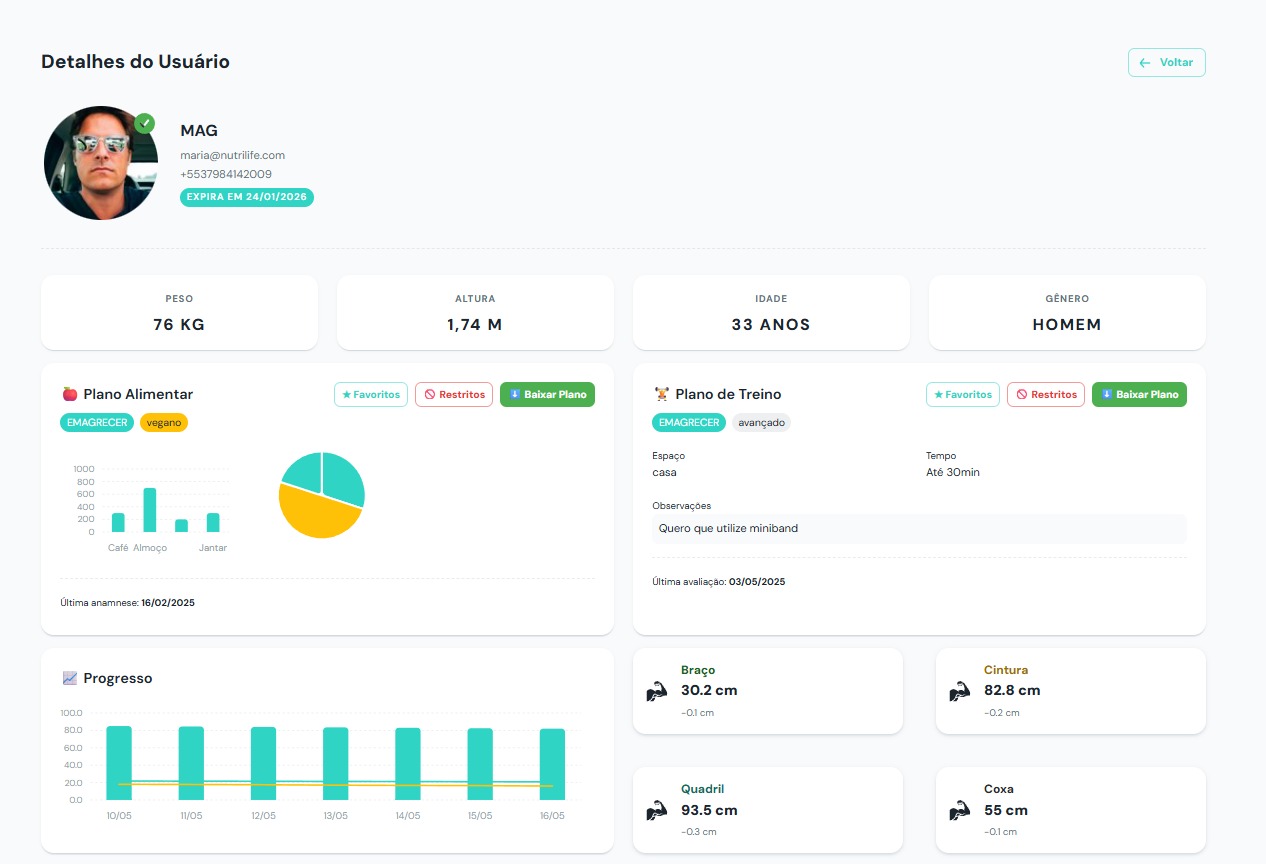 Detalhes do Usuário
← Voltar
MAG
maria@nutrilife.com
+5537984142009
EXPIRA EM 24/01/2026
PESO
76 KG
ALTURA
1,74 M
IDADE
33 ANOS
GÊNERO
HOMEM
Plano Alimentar
★ Favoritos
Restritos
Baixar Plano
EMAGRECER
vegano
1000
800
600
400
200
0
Café Almoço Jantar
Última anamnese: 16/02/2025
Plano de Treino
★ Favoritos
Restritos
Baixar Plano
EMAGRECER
avançado
Espaço
casa
Tempo
Até 30min
Observações
Quero que utilize miniband
Última avaliação: 03/05/2025
Progresso
100.0
80.0
60.0
40.0
20.0
0.0
10/05 11/05 12/05 13/05 14/05 15/05 16/05
Braço
30.2 cm
-0.1 cm
Cintura
82.8 cm
-0.2 cm
Quadril
93.5 cm
-0.3 cm
Coxa
55 cm
-0.1 cm